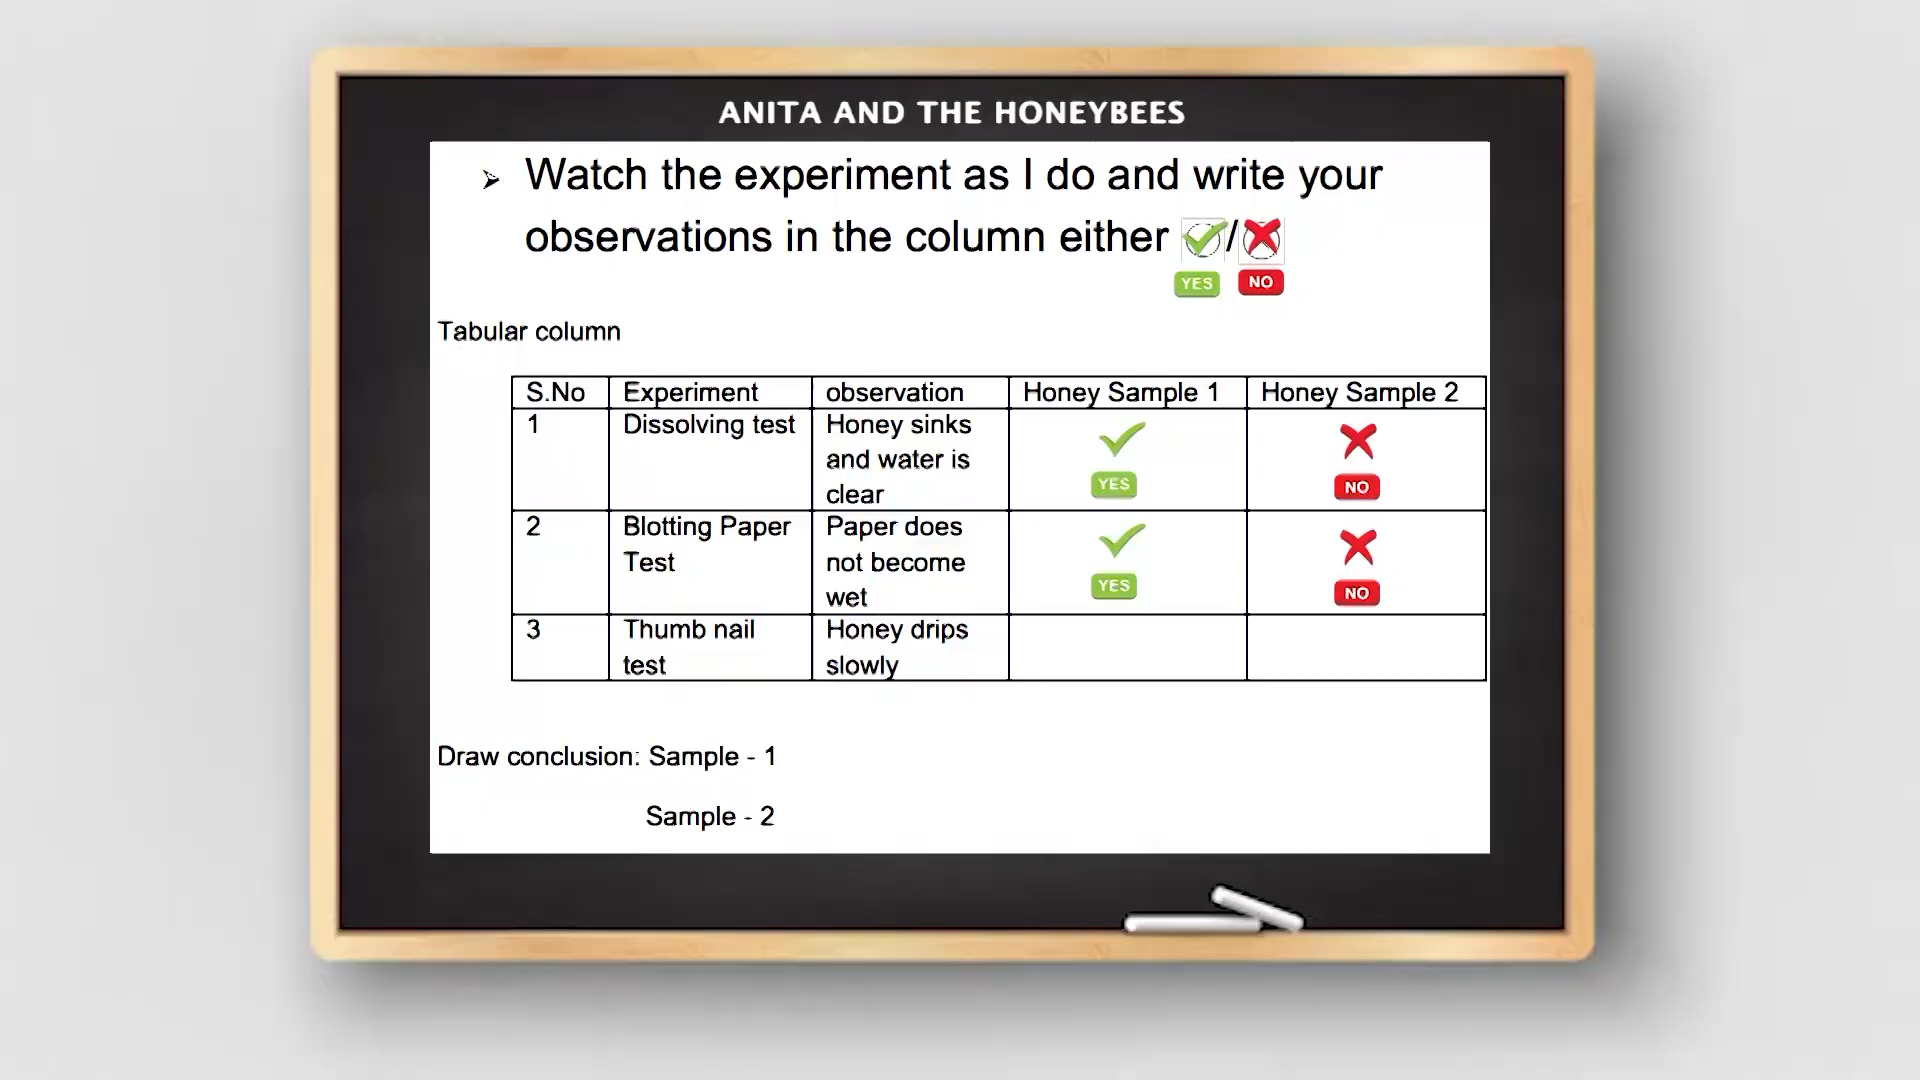 ANITA AND THE HONEYBEES
➢ Watch the experiment as I do and write your
observations in the column either /
YES NO
Tabular column
S.No Experiment observation Honey Sample 1 Honey Sample 2
1 Dissolving test Honey sinks
and water is
clear
YES NO
2 Blotting Paper Paper does
Test not become
wet
YES NO
3 Thumb nail Honey drips
test slowly
Draw conclusion: Sample - 1
Sample - 2